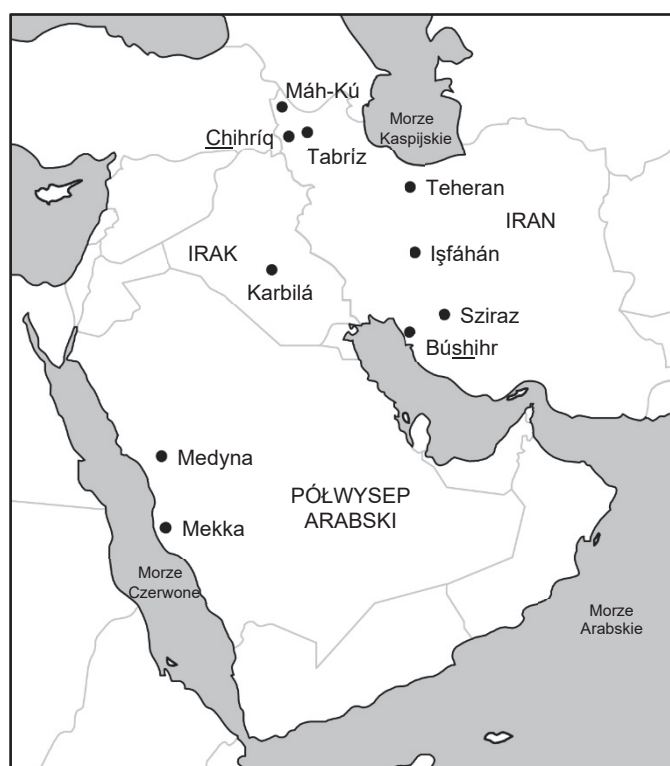 Máh-Kú
Morze
Kaspijskie
Chihríq
Tabríz
Teheran
IRAN
IRAK
Işfáhán
Karbilá
Sziraz
Búshihr
Medyna
PÓŁWYSEP
ARABSKI
Mekka
Morze
Czerwone
Morze
Arabskie